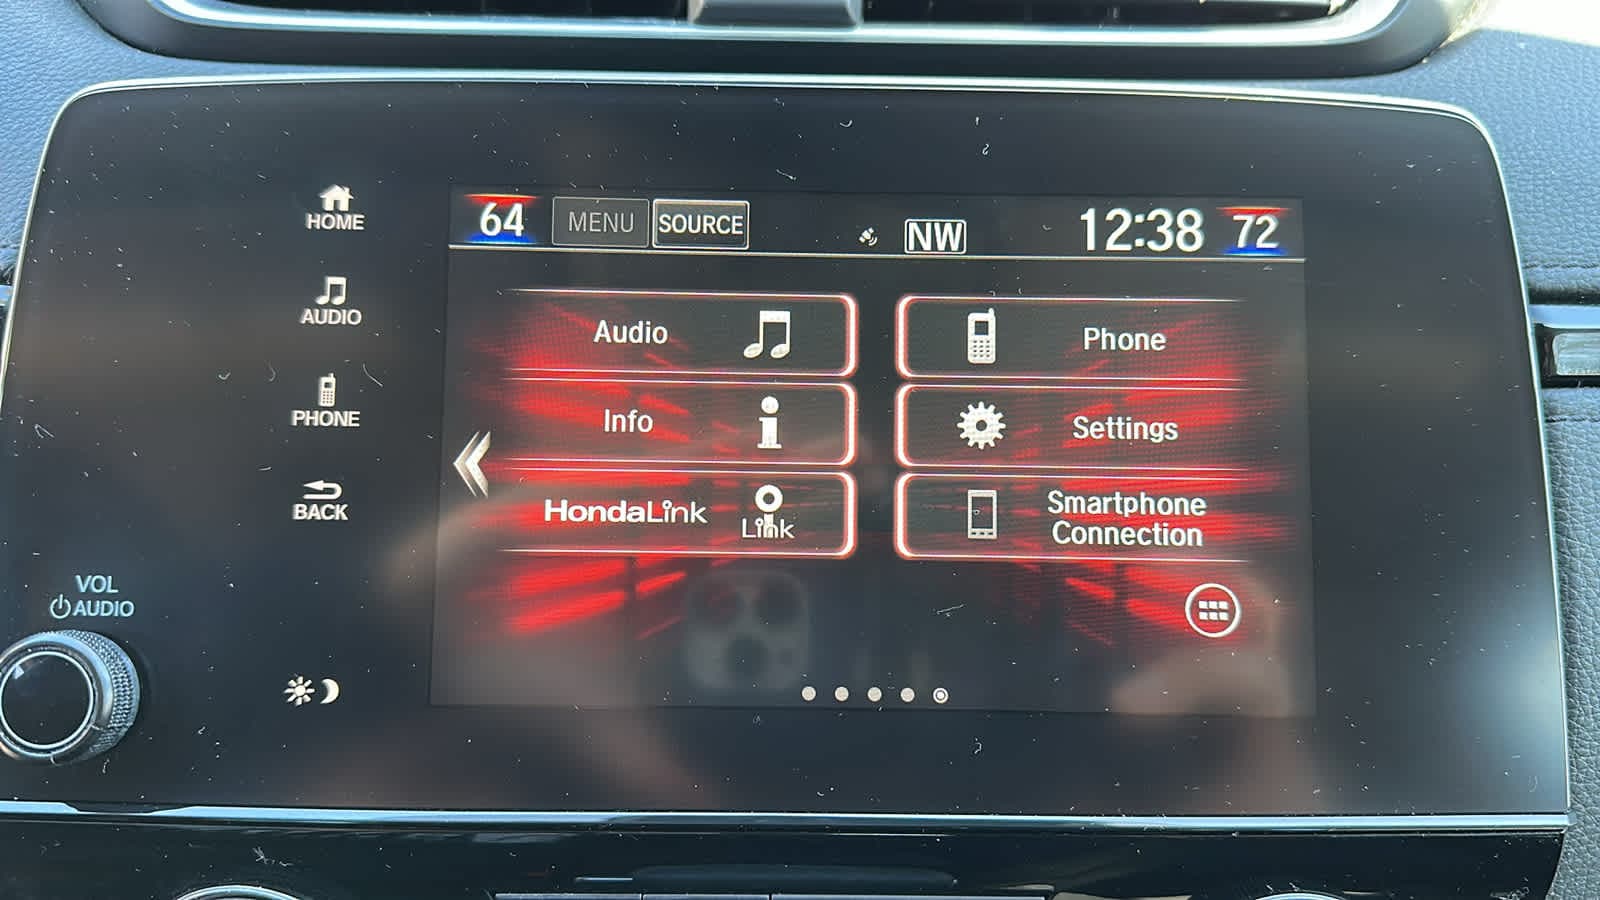 HOME
AUDIO
PHONE
BACK
VOL
AUDIO
64 MENU SOURCE NW 12:38 72
Audio
Phone
Info
Settings
HondaLink
Link
Smartphone
Connection